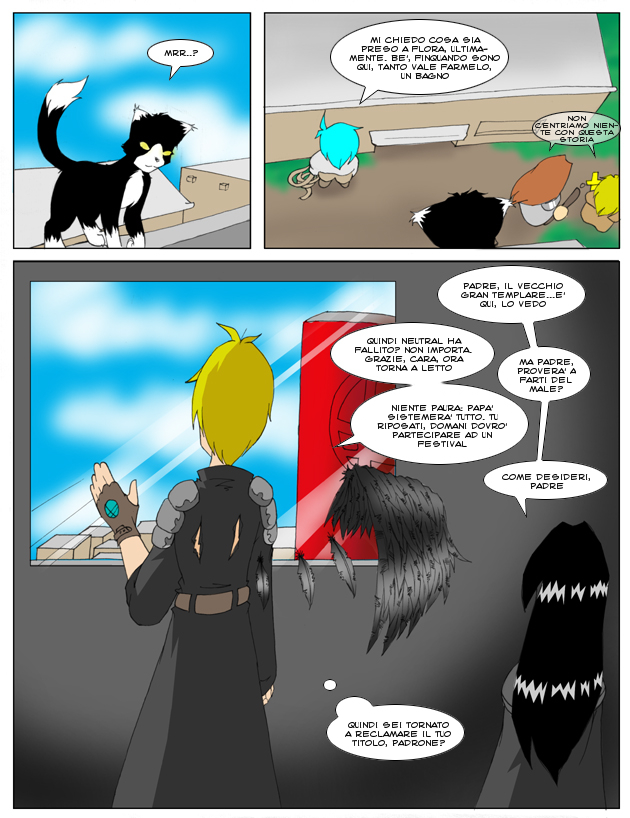 MRR..?
MI CHIEDO COSA SIA
PRESO A FLORA, ULTIMA-
MENTE. BE', FINQUANDO SONO
QUI, TANTO VALE FARMELO,
UN BAGNO
NON
C'ENTRIAMO NIEN-
TE CON QUESTA
STORIA
PADRE, IL VECCHIO
GRAN TEMPLARE...E'
QUI, LO VEDO
QUINDI NEUTRAL HA
FALLITO? NON IMPORTA.
GRAZIE, CARA, ORA
TORNA A LETTO
MA PADRE,
PROVERA' A
FARTI DEL
MALE?
NIENTE PAURA: PAPA'
SISTEMERA' TUTTO. TU
RIPOSATI, DOMANI DOVRO'
PARTECIPARE AD UN
FESTIVAL
COME DESIDERI,
PADRE
QUINDI SEI TORNATO
A RECLAMARE IL TUO
TITOLO, PADRONE?